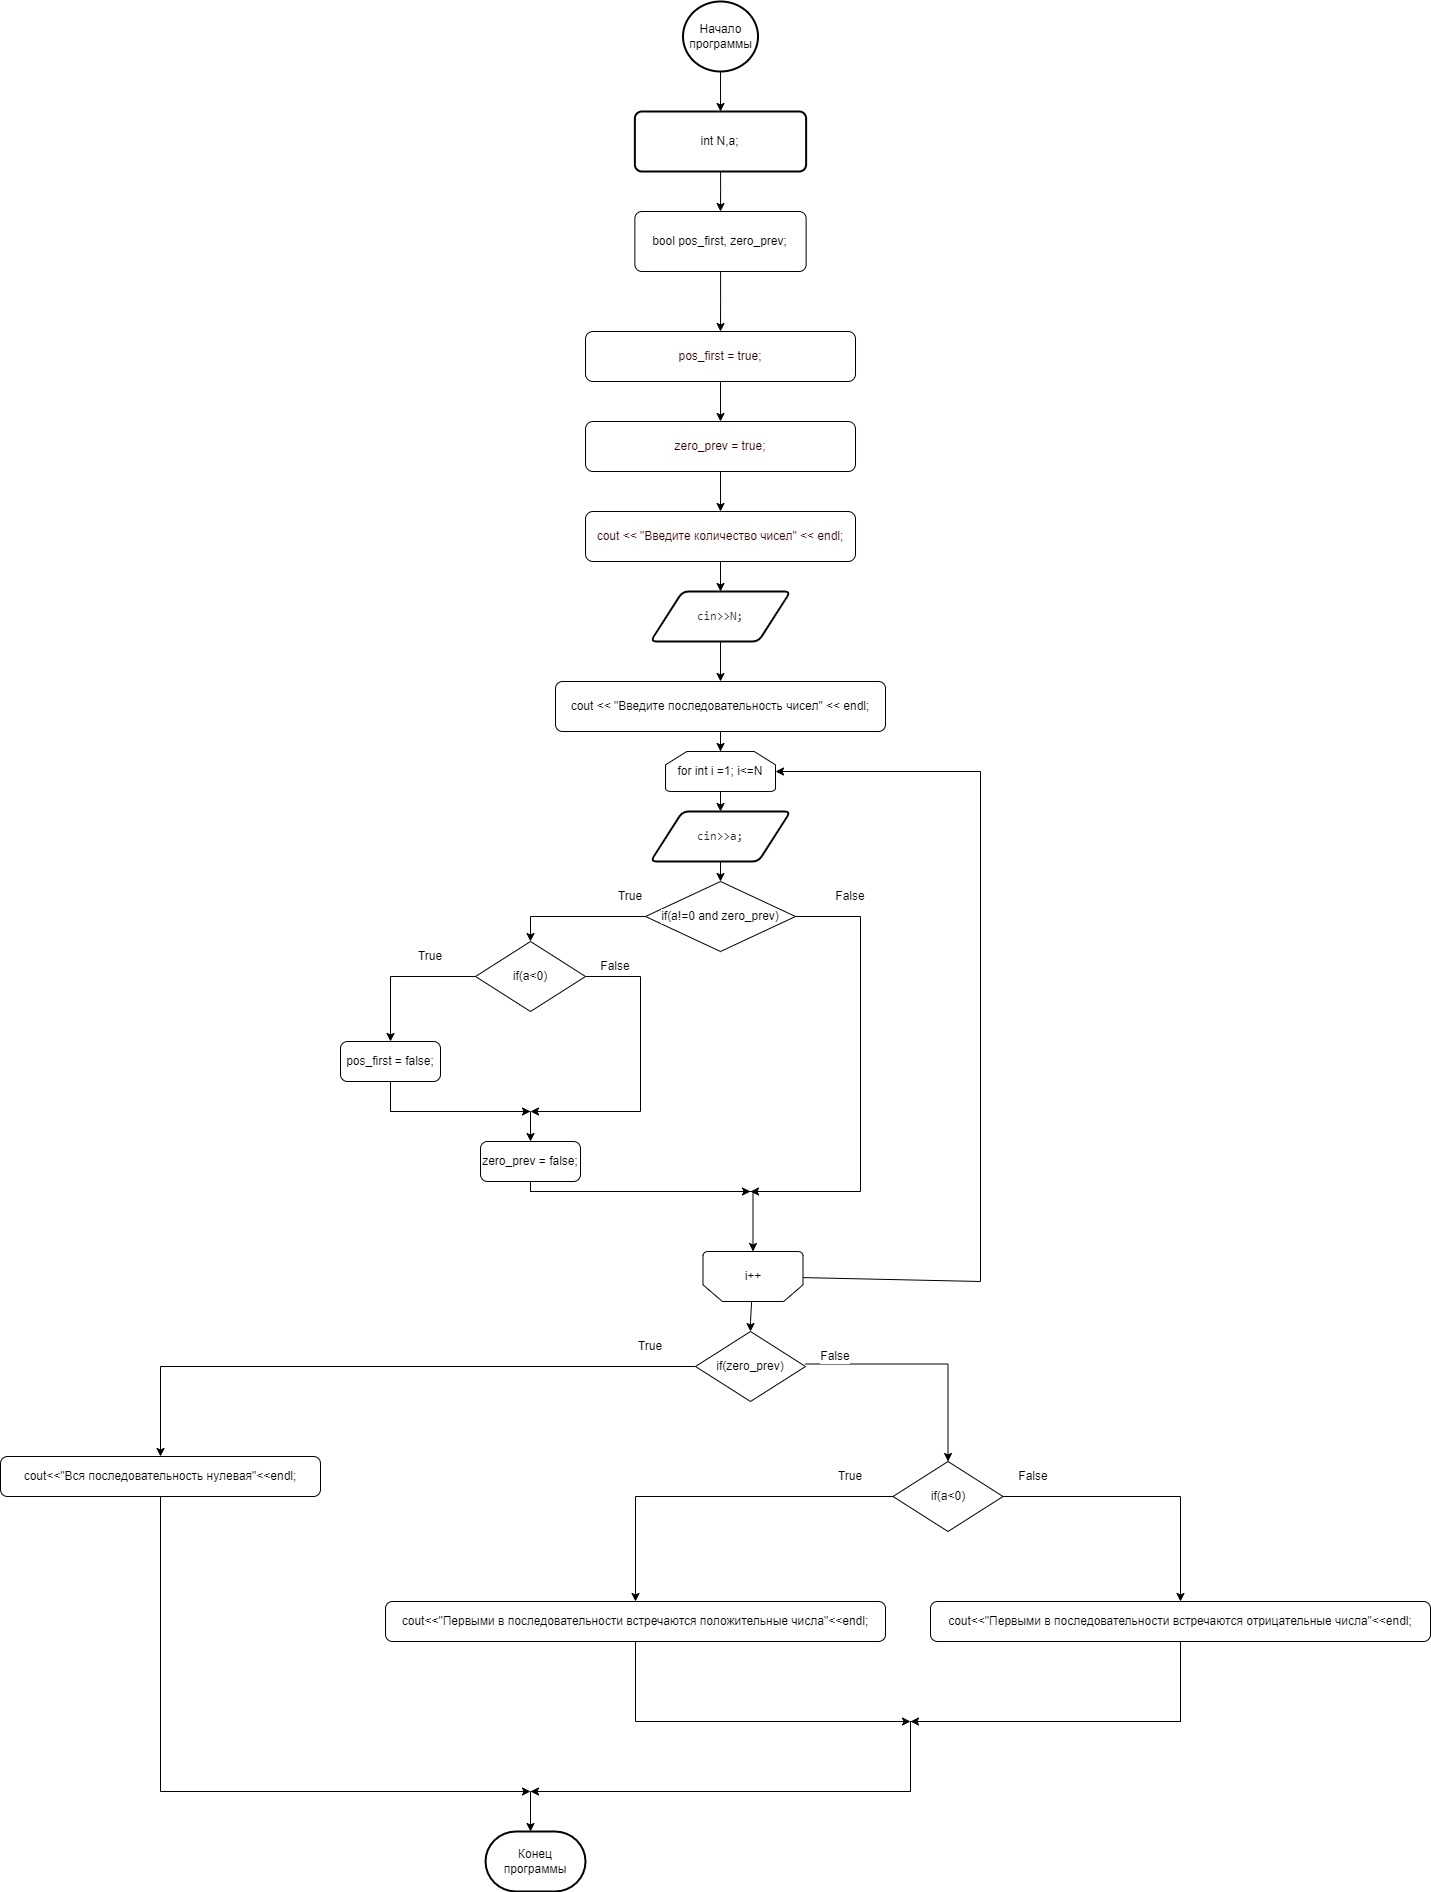 Начало
программы
int N,a;
bool pos_first, zero_prev;
pos_first = true;
zero_prev = true;
cout << "Введите количество чисел" << endl;
cin>>N;
cout << "Введите последовательность чисел" << endl;
for int i =1; i<=N
cin>>a;
True
False
if(a!=0 and zero_prev)
True
False
if(a<0)
pos_first = false;
zero_prev = false;
i++
True
False
if(zero_prev)
cout<<"Вся последовательность нулевая"<<endl;
True
False
if(a<0)
cout<<"Первыми в последовательности встречаются положительные числа"<<endl;
cout<<"Первыми в последовательности встречаются отрицательные числа"<<endl;
Конец
программы